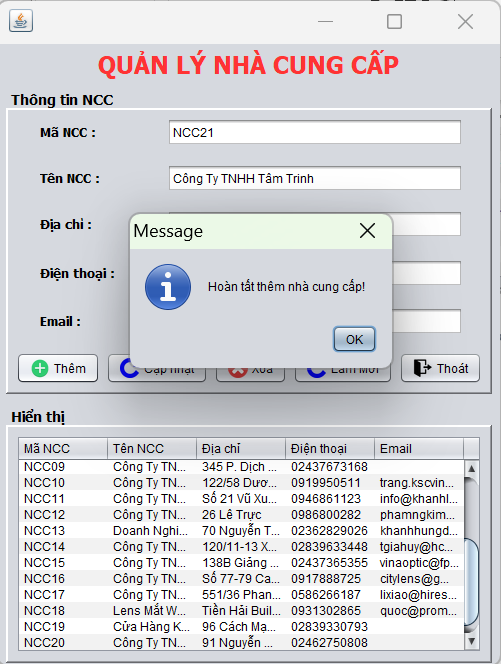 QUẢN LÝ NHÀ CUNG CẤP
Thông tin NCC
Mã NCC : NCC21
Tên NCC : Công Ty TNHH Tâm Trinh
Địa chỉ :
Message
Điện thoại :
Hoàn tất thêm nhà cung cấp!
Email :
OK
Thêm Cập nhật Xóa Làm Mới Thoát
Hiển thị
Mã NCC Tên NCC Địa chỉ Điện thoại Email
NCC09 Công Ty TN... 345 P. Dịch ... 02437673168
NCC10 Công Ty TN... 122/58 Dươ... 0919950511 trang.kscvin...
NCC11 Công Ty TN... Số 21 Vũ Xu... 0946861123 info@khanhl...
NCC12 Công Ty TN... 26 Lê Trực 0986800282 phamngkim...
NCC13 Doanh Nghi... 70 Nguyễn T... 02362829026 khanhhungd...
NCC14 Công Ty TN... 120/11-13 X... 02839633448 tgiahuy@hc...
NCC15 Công Ty TN... 138B Giảng ... 02437365355 vinaoptic@fp...
NCC16 Công Ty TN... Số 77-79 Ca... 0917888725 citylens@g...
NCC17 Công Ty TN... 551/36 Phan... 0586266187 lixiao@hires...
NCC18 Lens Mắt W... Tiền Hải Buil... 0931302865 quoc@prom...
NCC19 Cửa Hàng K... 96 Cách Mạ... 02839330793
NCC20 Công Ty TN... 91 Nguyễn ... 02462750808